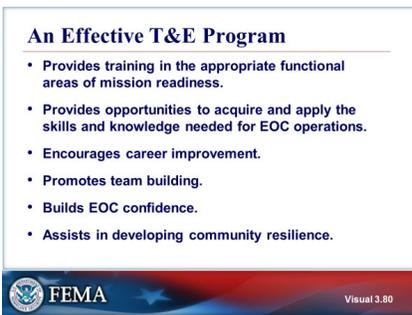 An Effective T&E Program
• Provides training in the appropriate functional
areas of mission readiness.
• Provides opportunities to acquire and apply the
skills and knowledge needed for EOC operations.
• Encourages career improvement.
• Promotes team building.
• Builds EOC confidence.
• Assists in developing community resilience.
FEMA
Visual 3.80